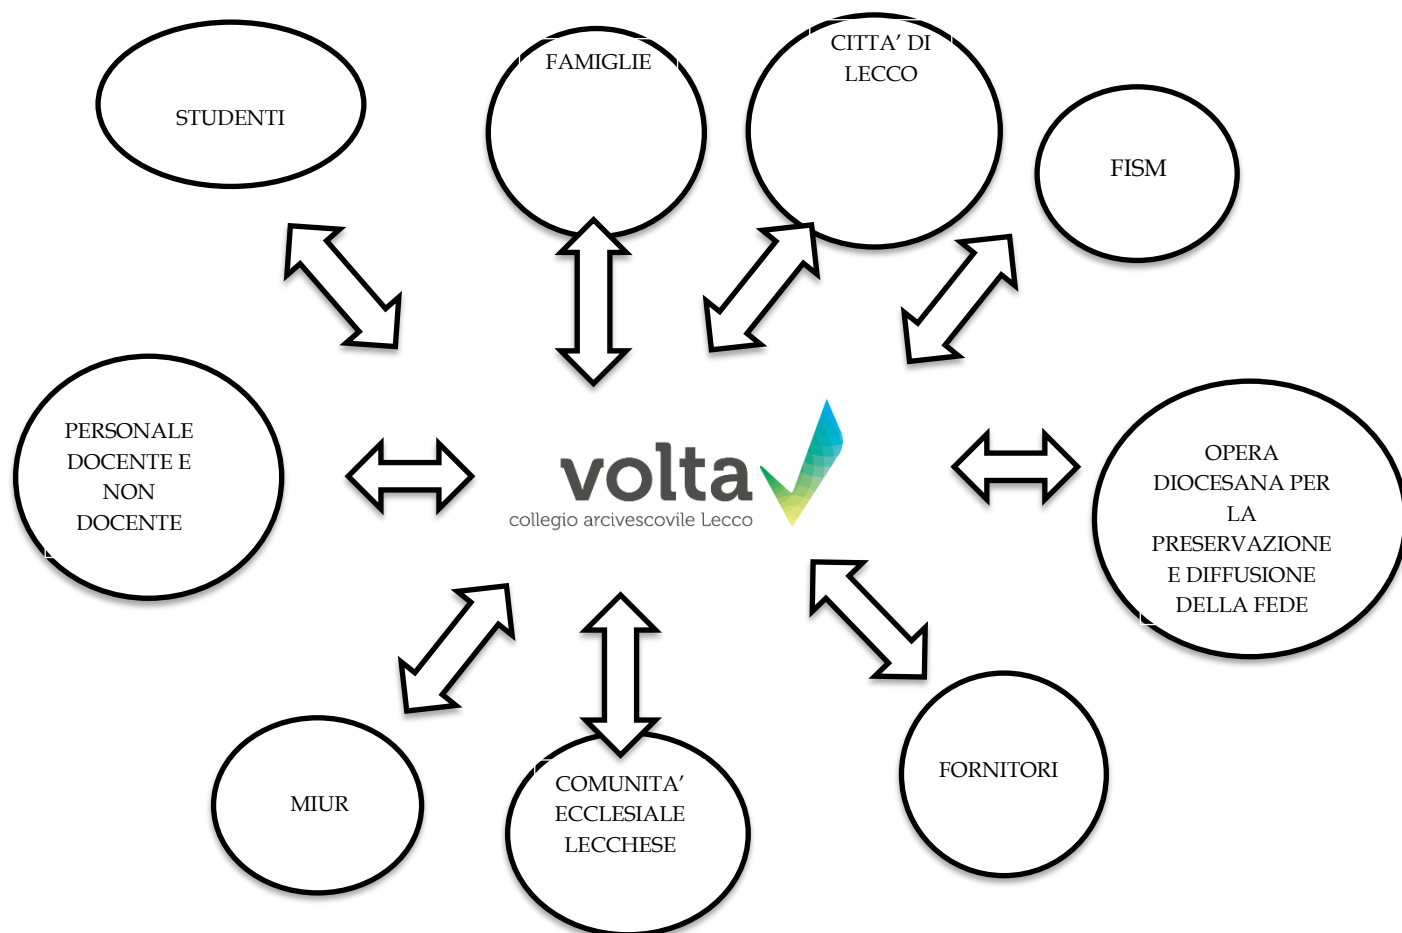 STUDENTI
FAMIGLIE
CITTA’ DI
LECCO
FISM
PERSONALE
DOCENTE E
NON
DOCENTE
volta
collegio arcivescovile Lecco
OPERA
DIOCESANA PER
LA
PRESERVAZIONE
E DIFFUSIONE
DELLA FEDE
MIUR
COMUNITA’
ECCLESIALE
LECCHESE
FORNITORI